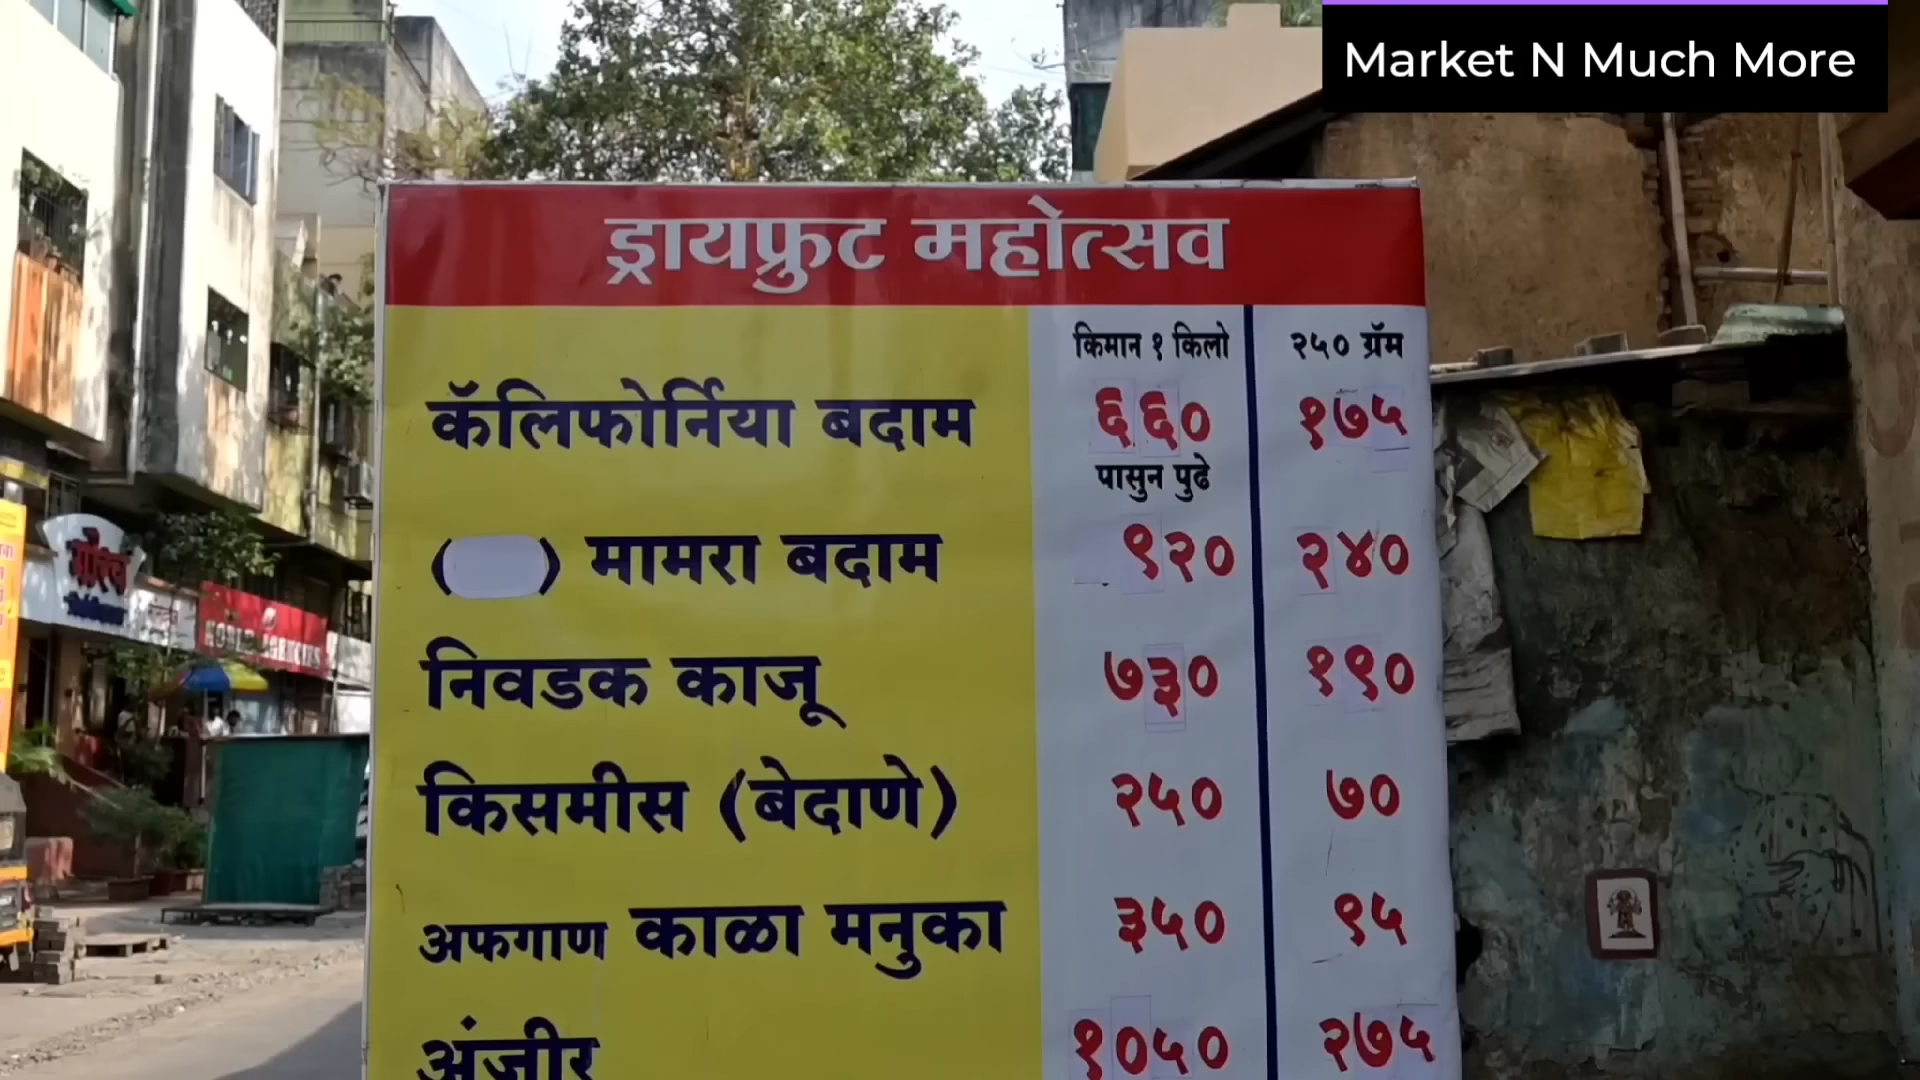 Market N Much More
ड्रायफ्रुट महोत्सव
किमान १ किलो २५० ग्रॅम
कॅलिफोर्निया बदाम ६६० १७५
पासुन पुढे
( ) मामरा बदाम ९२० २४०
निवडक काजू ७३० १९०
किसमीस (बेदाणे) २५० ७०
अफगाण काळा मनुका ३५० ९५
अंजीर १०५० २७५